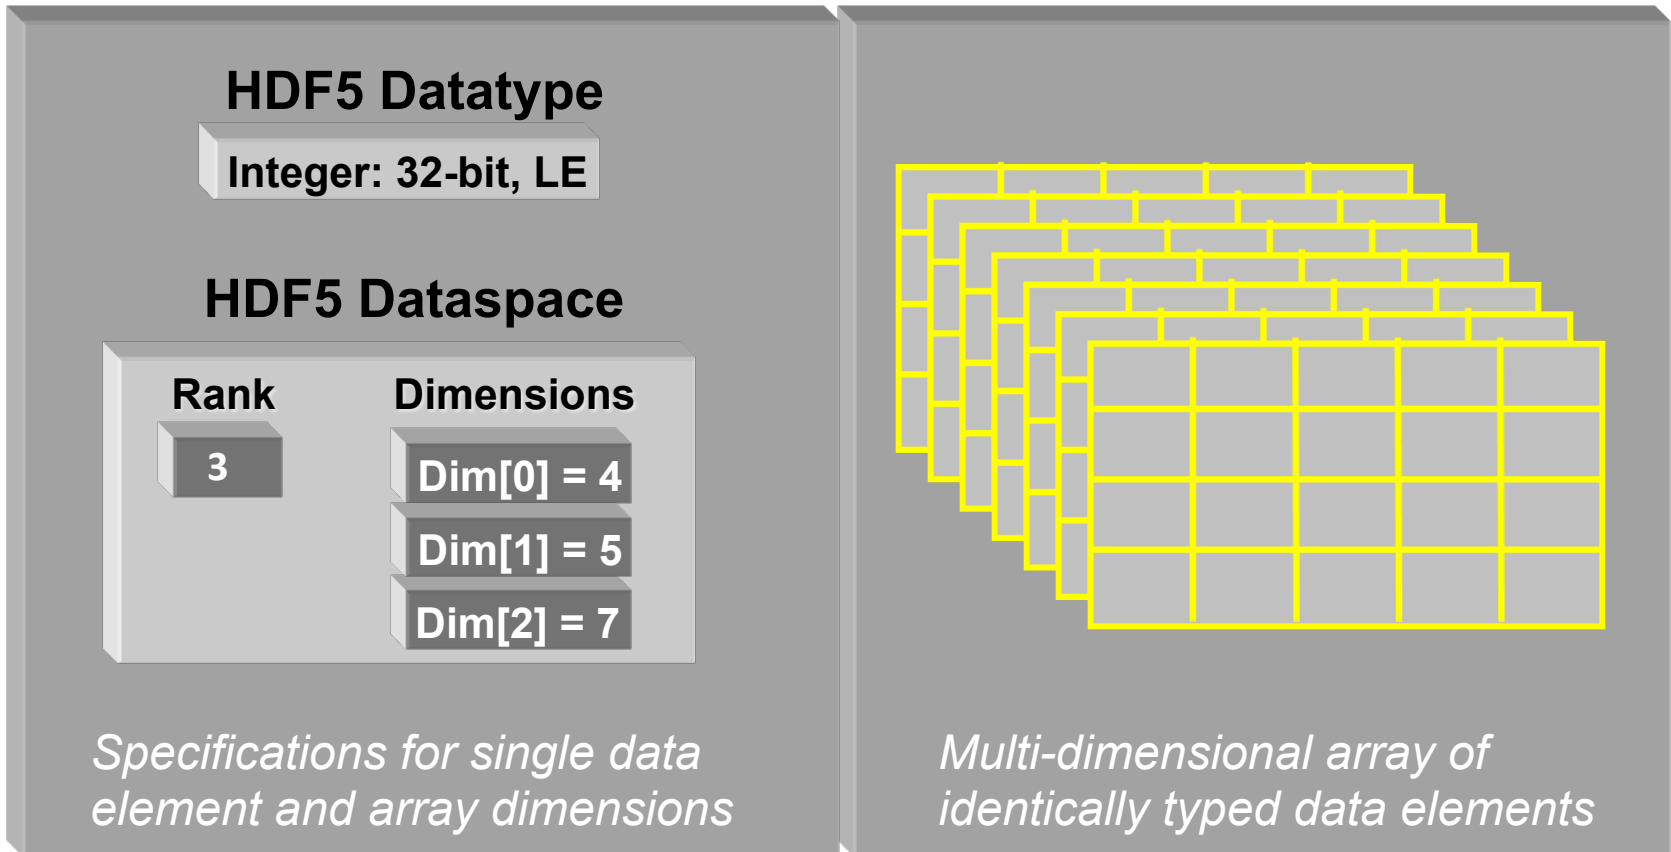 HDF5 Datatype
Integer: 32-bit, LE
HDF5 Dataspace
Rank
3
Dimensions
Dim[0] = 4
Dim[1] = 5
Dim[2] = 7
Specifications for single data
element and array dimensions
Multi-dimensional array of
identically typed data elements